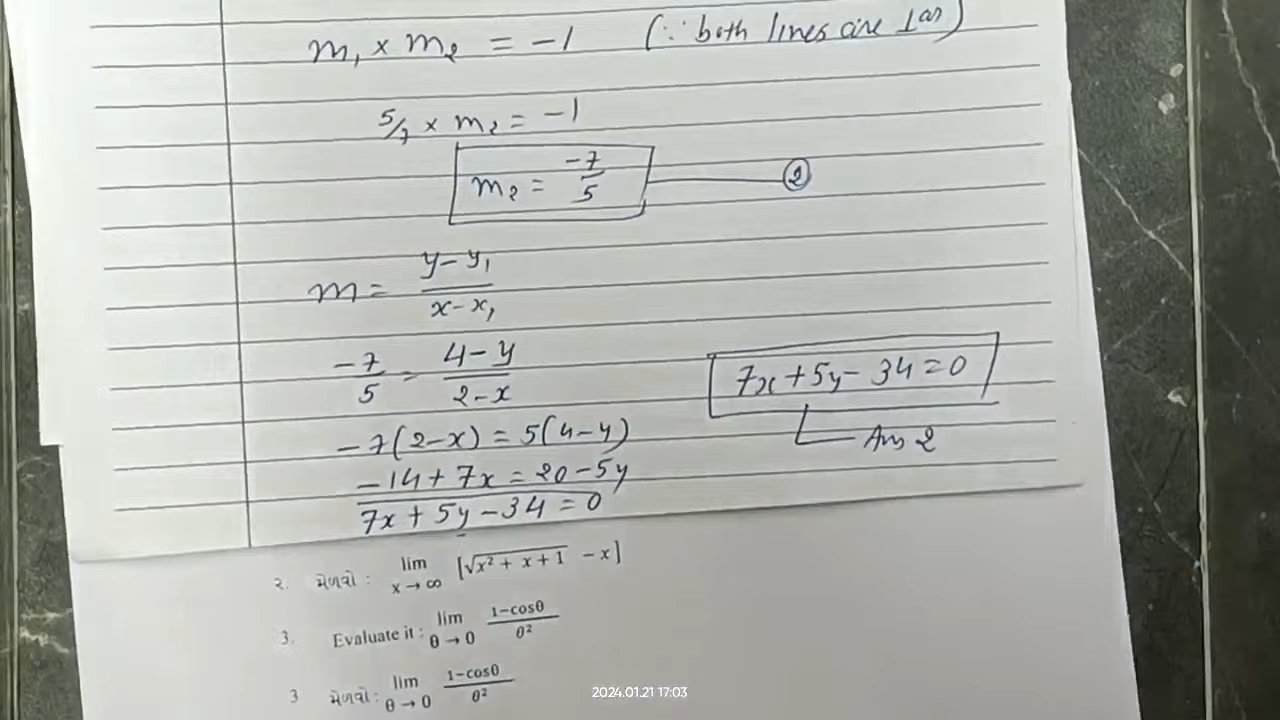 m₁ × m₂ = -1 (∵ both lines are ⊥ar)
5/7 × m₂ = -1
m₂ = -7/5 ②
m = y - y₁ / x - x₁
-7/5 = 4 - y / 2 - x
7x + 5y - 34 = 0
-7(2-x) = 5(4-y)
Ans 2
-14 + 7x = 20 - 5y
7x + 5y - 34 = 0
૨. મેળવો : lim x→∞ [√x² + x + 1 - x]
3. Evaluate it : lim θ→0 1-cosθ / θ²
3 મેળવો : lim θ→0 1-cosθ / θ²
2024.01.21 17:03